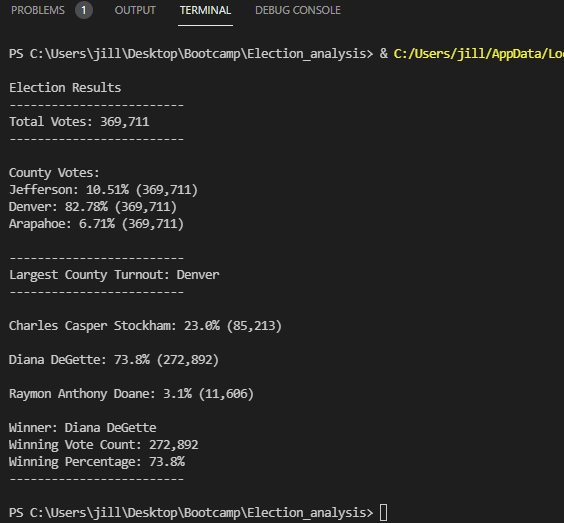 PROBLEMS 1 OUTPUT TERMINAL DEBUG CONSOLE
PS C:\Users\jill\Desktop\Bootcamp\Election_analysis> & C:/Users/jill/AppData/Lo
Election Results
-------------------------
Total Votes: 369,711
-------------------------
County Votes:
Jefferson: 10.51% (369,711)
Denver: 82.78% (369,711)
Arapahoe: 6.71% (369,711)
-------------------------
Largest County Turnout: Denver
-------------------------
Charles Casper Stockham: 23.0% (85,213)
Diana DeGette: 73.8% (272,892)
Raymon Anthony Doane: 3.1% (11,606)
Winner: Diana DeGette
Winning Vote Count: 272,892
Winning Percentage: 73.8%
-------------------------
PS C:\Users\jill\Desktop\Bootcamp\Election_analysis>